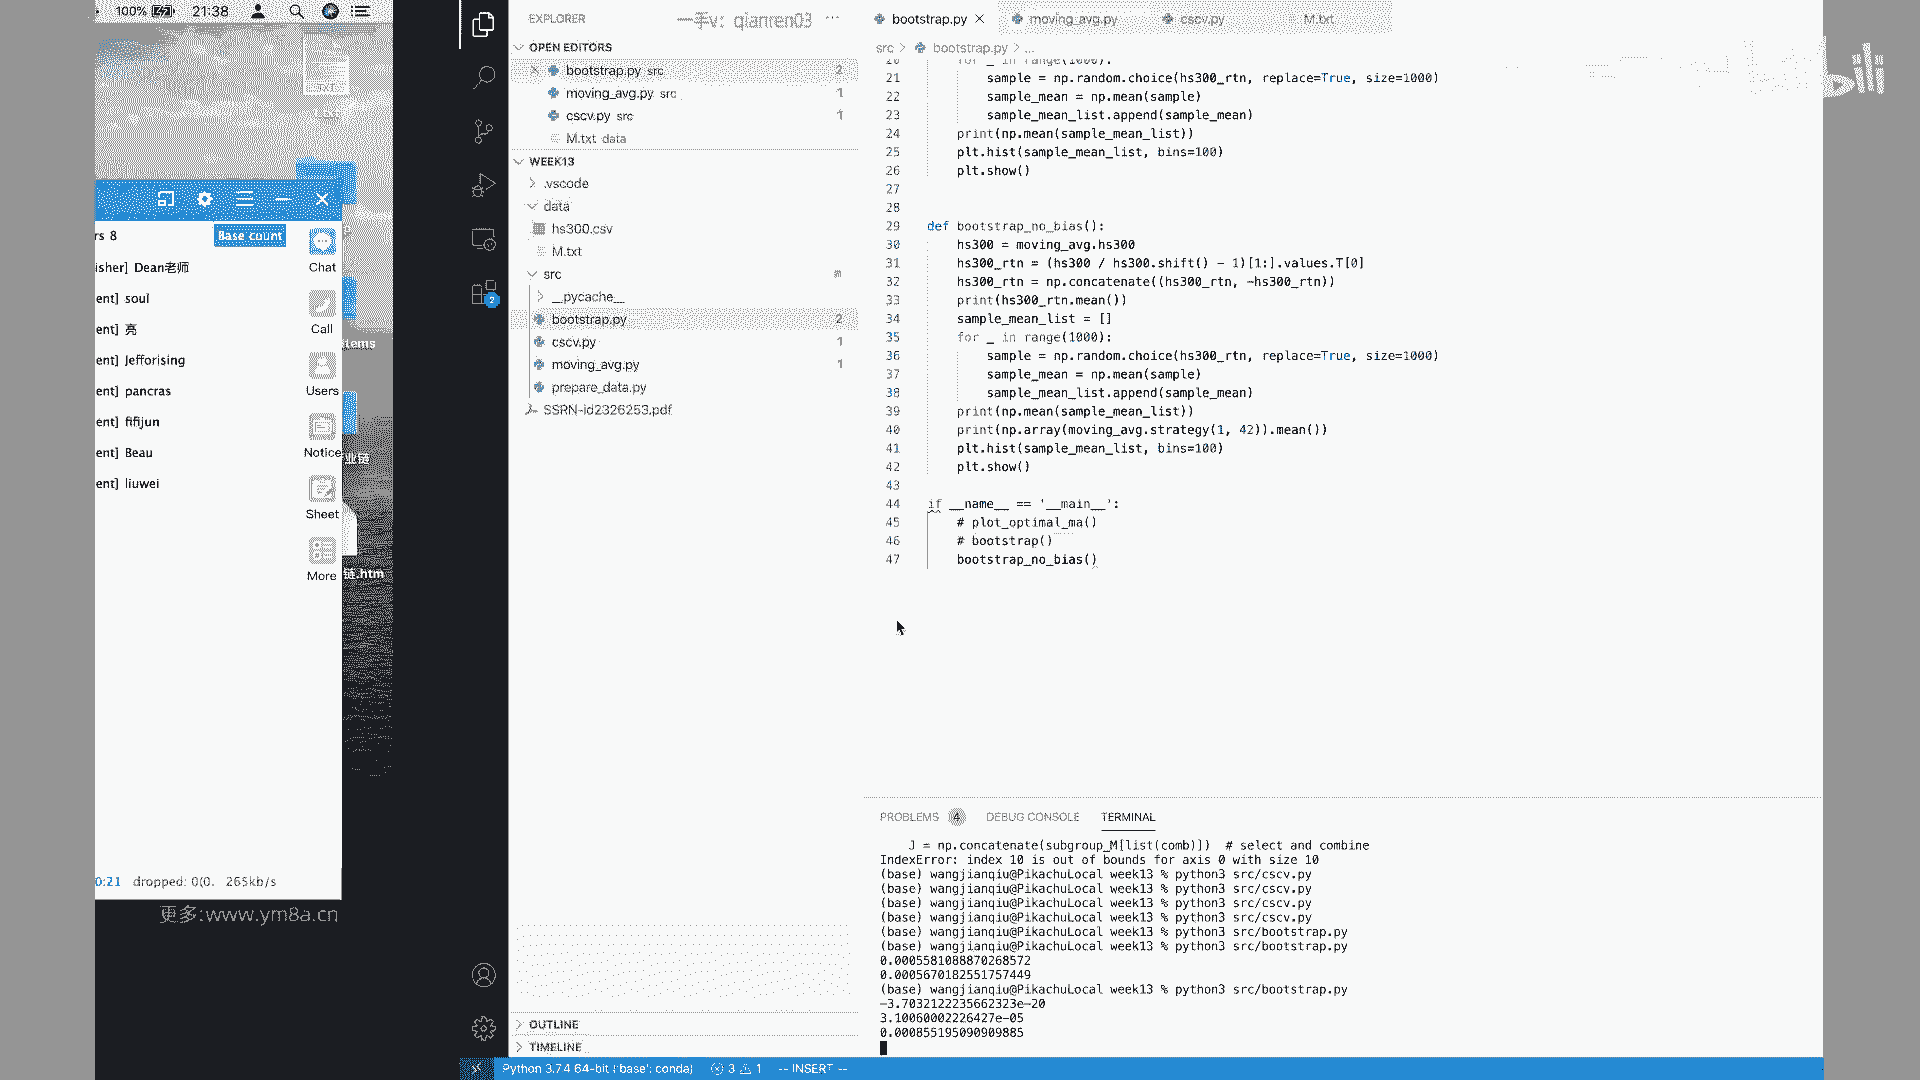 100% 21:38
rs 8 Base count
isher] Dean老师
ent] soul
ent] 亮
ent] Jefforising
ent] pancras
ent] fifijun
ent] Beau
ent] liuwei
Chat
Call
Users
Notice
Sheet
More
items
业链
链.htm
0:21 dropped: 0(0. 265kb/s
更多:www.ym8a.cn
EXPLORER
一手v: qianren03
OPEN EDITORS
bootstrap.py src 2
moving_avg.py src 1
cscv.py src 1
M.txt data
WEEK13
.vscode
data
hs300.csv
M.txt
src
__pycache__
bootstrap.py 2
cscv.py 1
moving_avg.py 1
prepare_data.py
SSRN-id2326253.pdf
OUTLINE
TIMELINE
2
bootstrap.py moving_avg.py cscv.py M.txt
src > bootstrap.py > ...
20 for _ in range(1000):
21 sample = np.random.choice(hs300_rtn, replace=True, size=1000)
22 sample_mean = np.mean(sample)
23 sample_mean_list.append(sample_mean)
24 print(np.mean(sample_mean_list))
25 plt.hist(sample_mean_list, bins=100)
26 plt.show()
27
28
29 def bootstrap_no_bias():
30 hs300 = moving_avg.hs300
31 hs300_rtn = (hs300 / hs300.shift() - 1)[1:].values.T[0]
32 hs300_rtn = np.concatenate((hs300_rtn, -hs300_rtn))
33 print(hs300_rtn.mean())
34 sample_mean_list = []
35 for _ in range(1000):
36 sample = np.random.choice(hs300_rtn, replace=True, size=1000)
37 sample_mean = np.mean(sample)
38 sample_mean_list.append(sample_mean)
39 print(np.mean(sample_mean_list))
40 print(np.array(moving_avg.strategy(1, 42)).mean())
41 plt.hist(sample_mean_list, bins=100)
42 plt.show()
43
44 if __name__ == '__main__':
45 # plot_optimal_ma()
46 # bootstrap()
47 bootstrap_no_bias()
bili
PROBLEMS 4 DEBUG CONSOLE TERMINAL
J = np.concatenate(subgroup_M[list(comb)]) # select and combine
IndexError: index 10 is out of bounds for axis 0 with size 10
(base) wangjianqiu@PikachuLocal week13 % python3 src/cscv.py
(base) wangjianqiu@PikachuLocal week13 % python3 src/cscv.py
(base) wangjianqiu@PikachuLocal week13 % python3 src/cscv.py
(base) wangjianqiu@PikachuLocal week13 % python3 src/cscv.py
(base) wangjianqiu@PikachuLocal week13 % python3 src/bootstrap.py
(base) wangjianqiu@PikachuLocal week13 % python3 src/bootstrap.py
0.0005581088870268572
0.0005670182551757449
(base) wangjianqiu@PikachuLocal week13 % python3 src/bootstrap.py
-3.7032122235662323e-20
3.10060002226427e-05
0.000855195090909885
Python 3.7.4 64-bit ('base': conda) 3 1 -- INSERT --